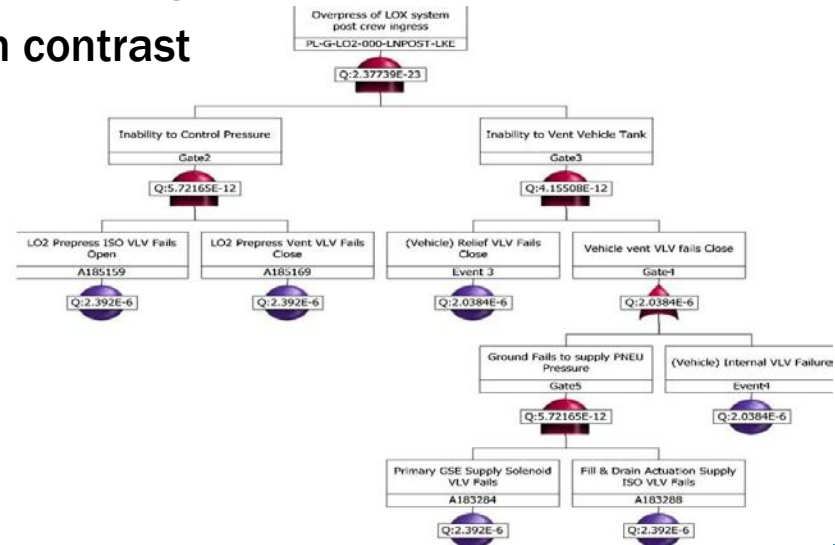 contrast
Overpress of LOX system
post crew ingress
PL-G-LO2-000-LNPOST-LKE
Q:2.37739E-23
Inability to Control Pressure
Gate2
Q:5.72165E-12
Inability to Vent Vehicle Tank
Gate3
Q:4.15508E-12
LO2 Prepress ISO VLV Fails
Open
A185159
Q:2.392E-6
LO2 Prepress Vent VLV Fails
Close
A185169
Q:2.392E-6
(Vehicle) Relief VLV Fails
Close
Event 3
Q:2.0384E-6
Vehicle vent VLV fails Close
Gate4
Q:2.0384E-6
Ground Fails to supply PNEU
Pressure
Gate5
Q:5.72165E-12
(Vehicle) Internal VLV Failures
Event4
Q:2.0384E-6
Primary GSE Supply Solenoid
VLV Fails
A183284
Q:2.392E-6
Fill & Drain Actuation Supply
ISO VLV Fails
A183288
Q:2.392E-6